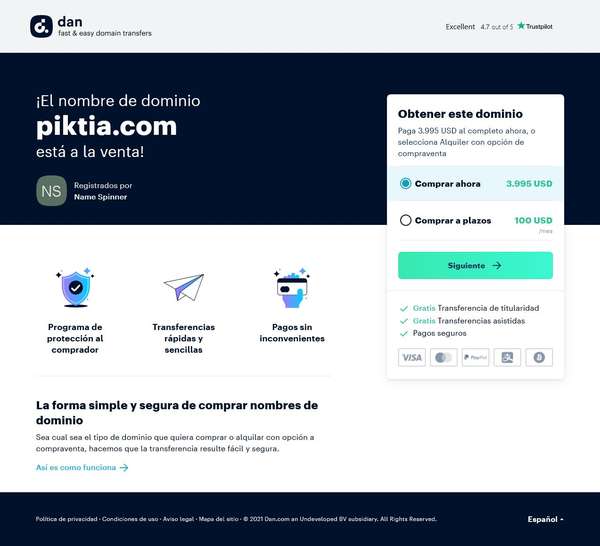 dan
fast & easy domain transfers
Excellent 4.7 out of 5 Trustpilot
¡El nombre de dominio
piktia.com
está a la venta!
NS
Registrados por
Name Spinner
Obtener este dominio
Paga 3.995 USD al completo ahora, o
selecciona Alquiler con opción de
compraventa
Comprar ahora 3.995 USD
Comprar a plazos 100 USD
/mes
Siguiente
Gratis Transferencia de titularidad
Gratis Transferencias asistidas
Pagos seguros
VISA
PayPal
Programa de
protección al
comprador
Transferencias
rápidas y
sencillas
Pagos sin
inconvenientes
La forma simple y segura de comprar nombres de
dominio
Sea cual sea el tipo de dominio que quiera comprar o alquilar con opción a
compraventa, hacemos que la transferencia resulte fácil y segura.
Así es como funciona
Política de privacidad · Condiciones de uso · Aviso legal · Mapa del sitio · © 2021 Dan.com an Undeveloped BV subsidiary. All Rights Reserved.
Español